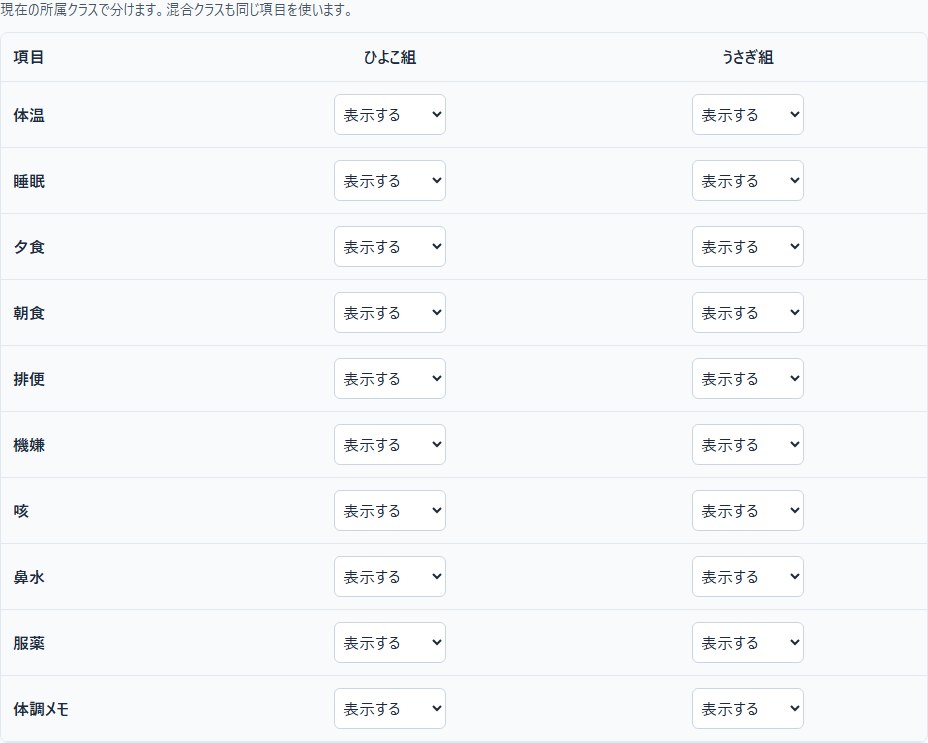 現在の所属クラスで分けます。混合クラスも同じ項目を使います。
項目 ひよこ組 うさぎ組
体温 表示する 表示する
睡眠 表示する 表示する
夕食 表示する 表示する
朝食 表示する 表示する
排便 表示する 表示する
機嫌 表示する 表示する
咳 表示する 表示する
鼻水 表示する 表示する
服薬 表示する 表示する
体調メモ 表示する 表示する